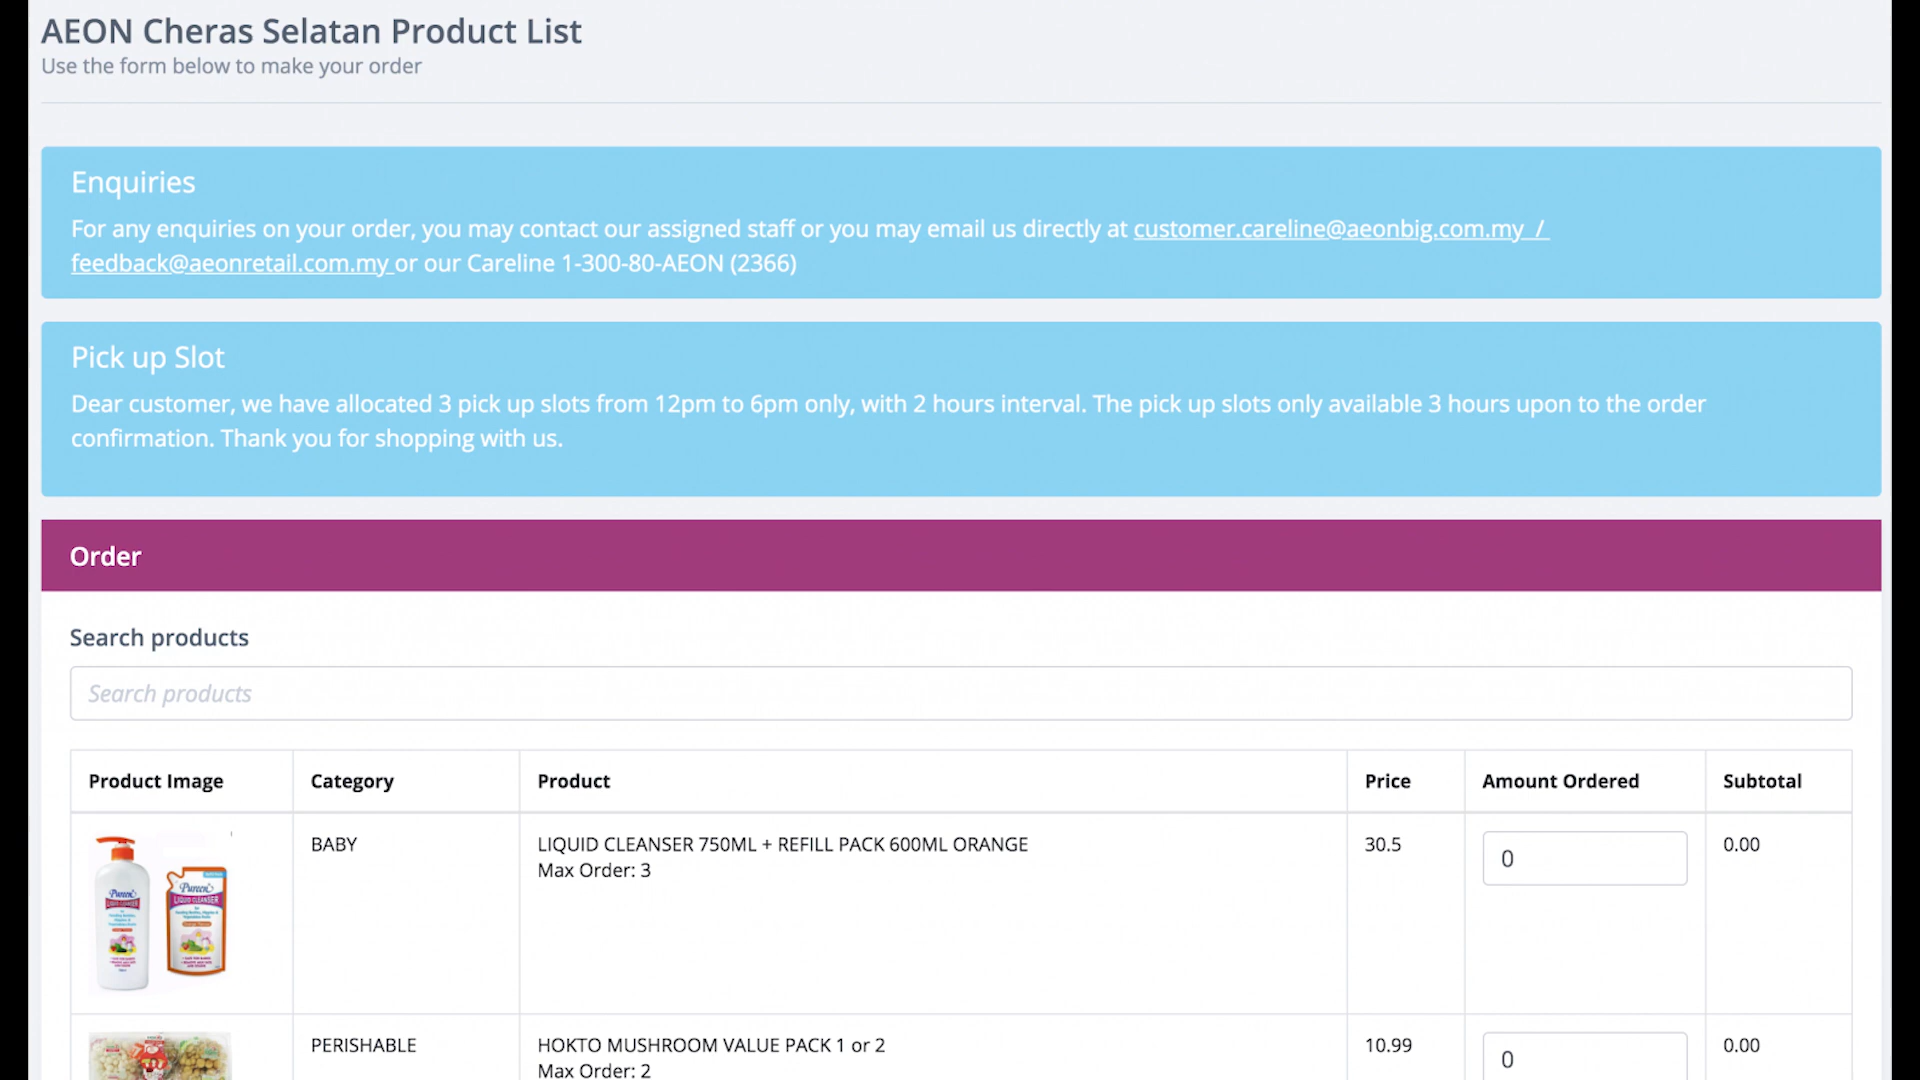 AEON Cheras Selatan Product List
Use the form below to make your order
Enquiries
For any enquiries on your order, you may contact our assigned staff or you may email us directly at customer.careline@aeonbig.com.my /
feedback@aeonretail.com.my or our Careline 1-300-80-AEON (2366)
Pick up Slot
Dear customer, we have allocated 3 pick up slots from 12pm to 6pm only, with 2 hours interval. The pick up slots only available 3 hours upon to the order
confirmation. Thank you for shopping with us.
Order
Search products
Search products
Product Image Category Product Price Amount Ordered Subtotal
BABY LIQUID CLEANSER 750ML + REFILL PACK 600ML ORANGE 30.5 0 0.00
Max Order: 3
Pureen
LIQUID CLEANSER
Pureen
LIQUID CLEANSER
PERISHABLE HOKTO MUSHROOM VALUE PACK 1 or 2 10.99 0 0.00
Max Order: 2